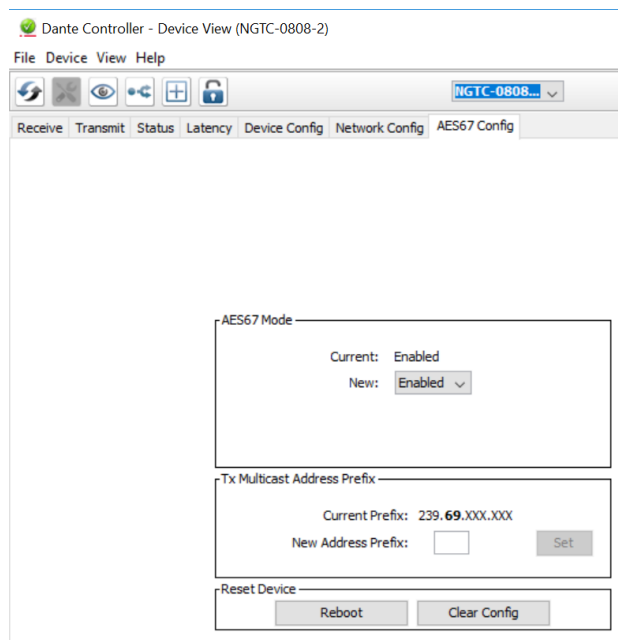 Dante Controller - Device View (NGTC-0808-2)
File Device View Help
NGTC-0808...
Receive Transmit Status Latency Device Config Network Config AES67 Config
AES67 Mode
Current: Enabled
New: Enabled
Tx Multicast Address Prefix
Current Prefix: 239.69.XXX.XXX
New Address Prefix: Set
Reset Device
Reboot Clear Config